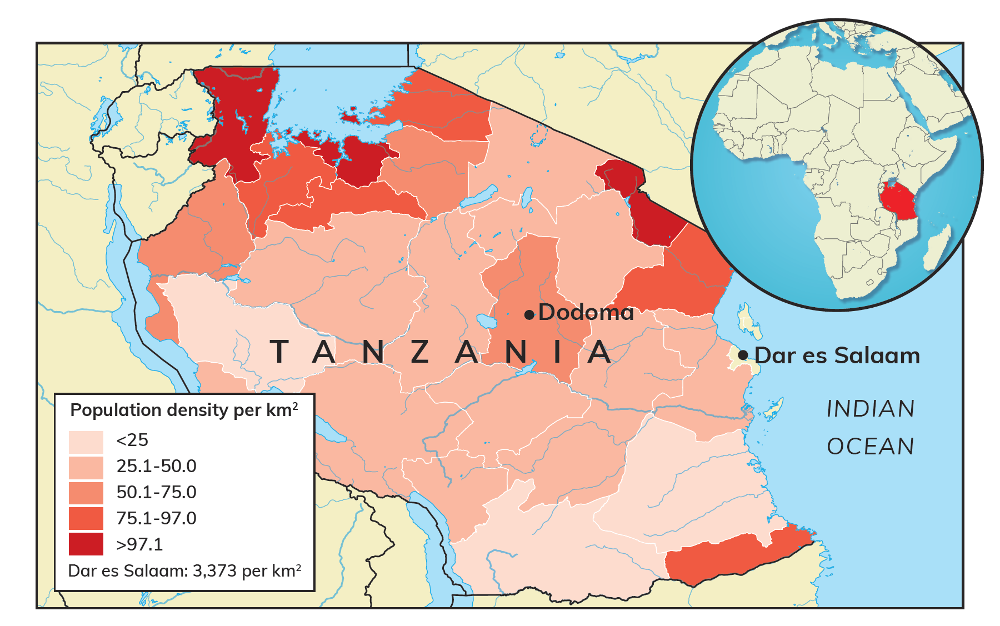 Dodoma
TANZANIA
Dar es Salaam
INDIAN
OCEAN
Population density per km²
<25
25.1-50.0
50.1-75.0
75.1-97.0
>97.1
Dar es Salaam: 3,373 per km²